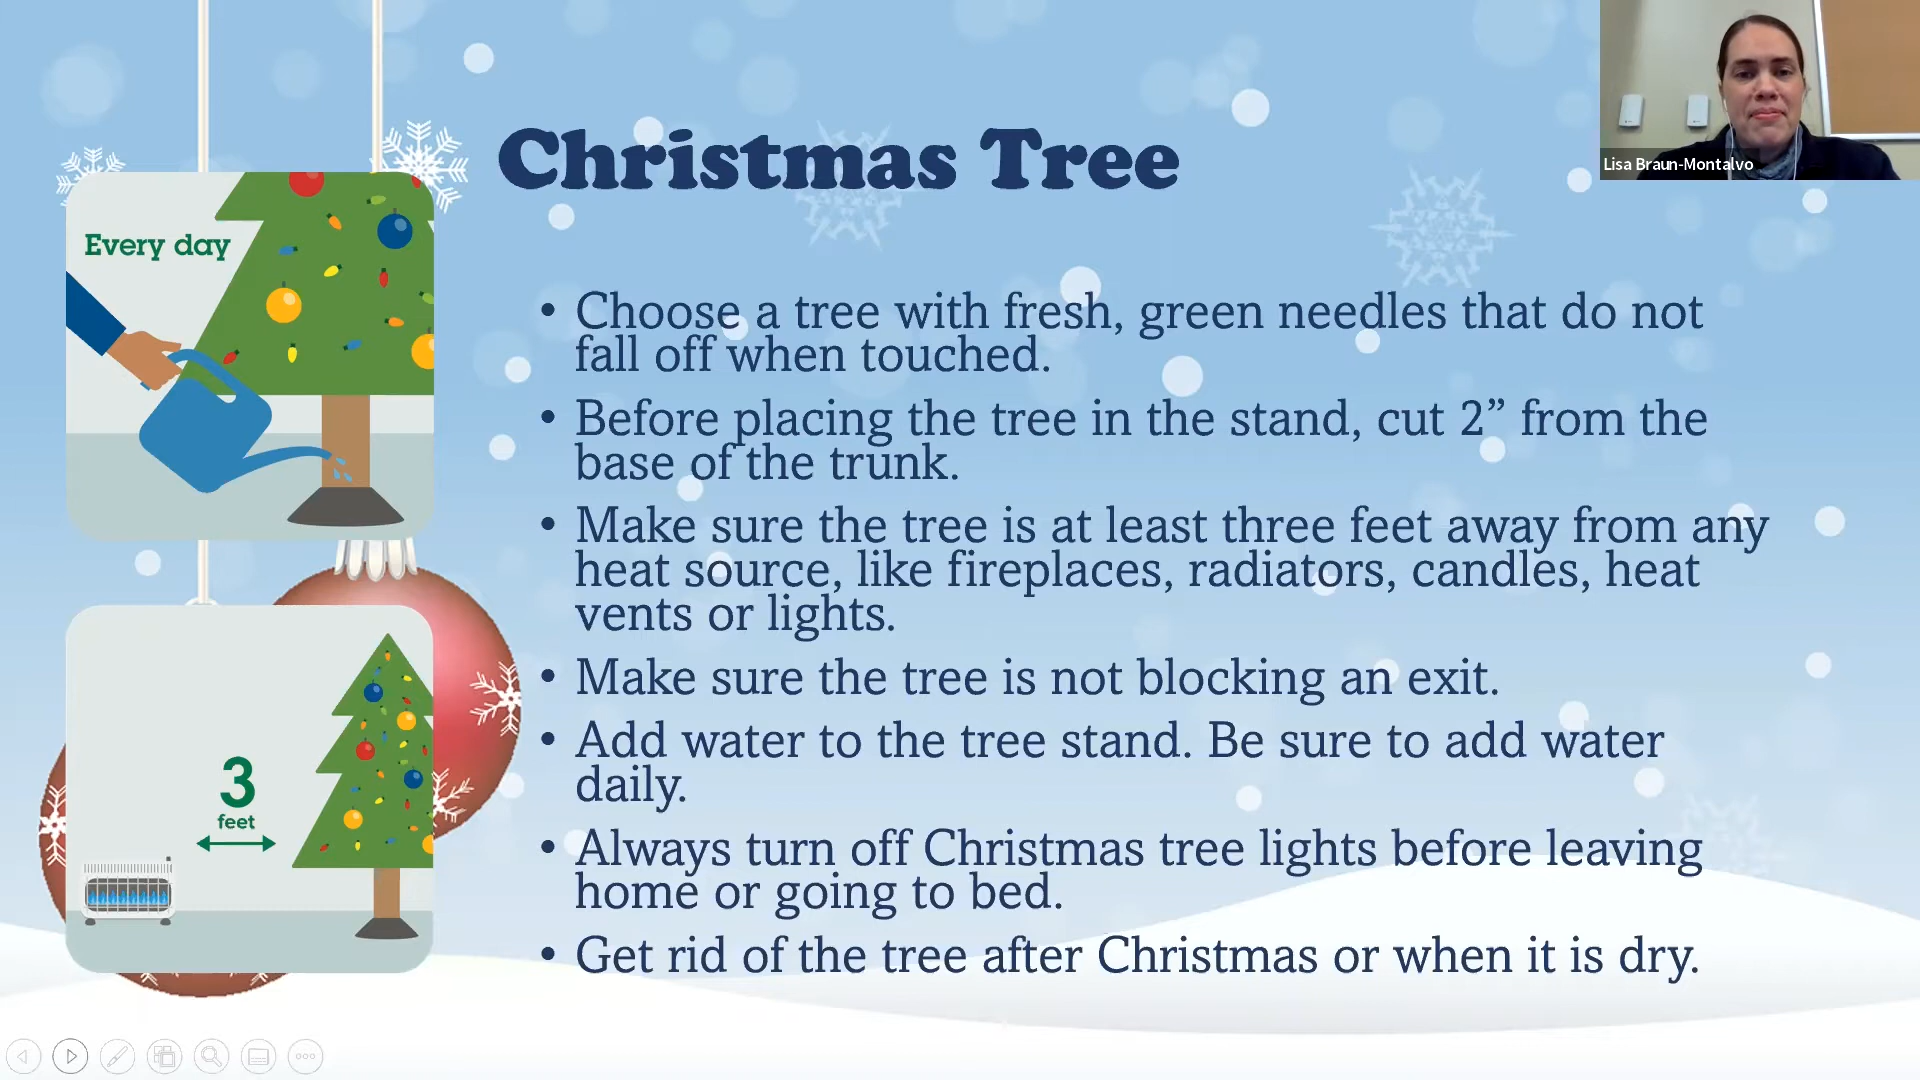 Lisa Braun-Montalvo
Christmas Tree
Every day
• Choose a tree with fresh, green needles that do not
fall off when touched.
• Before placing the tree in the stand, cut 2” from the
base of the trunk.
• Make sure the tree is at least three feet away from any
heat source, like fireplaces, radiators, candles, heat
vents or lights.
• Make sure the tree is not blocking an exit.
• Add water to the tree stand. Be sure to add water
daily.
• Always turn off Christmas tree lights before leaving
home or going to bed.
• Get rid of the tree after Christmas or when it is dry.
3
feet